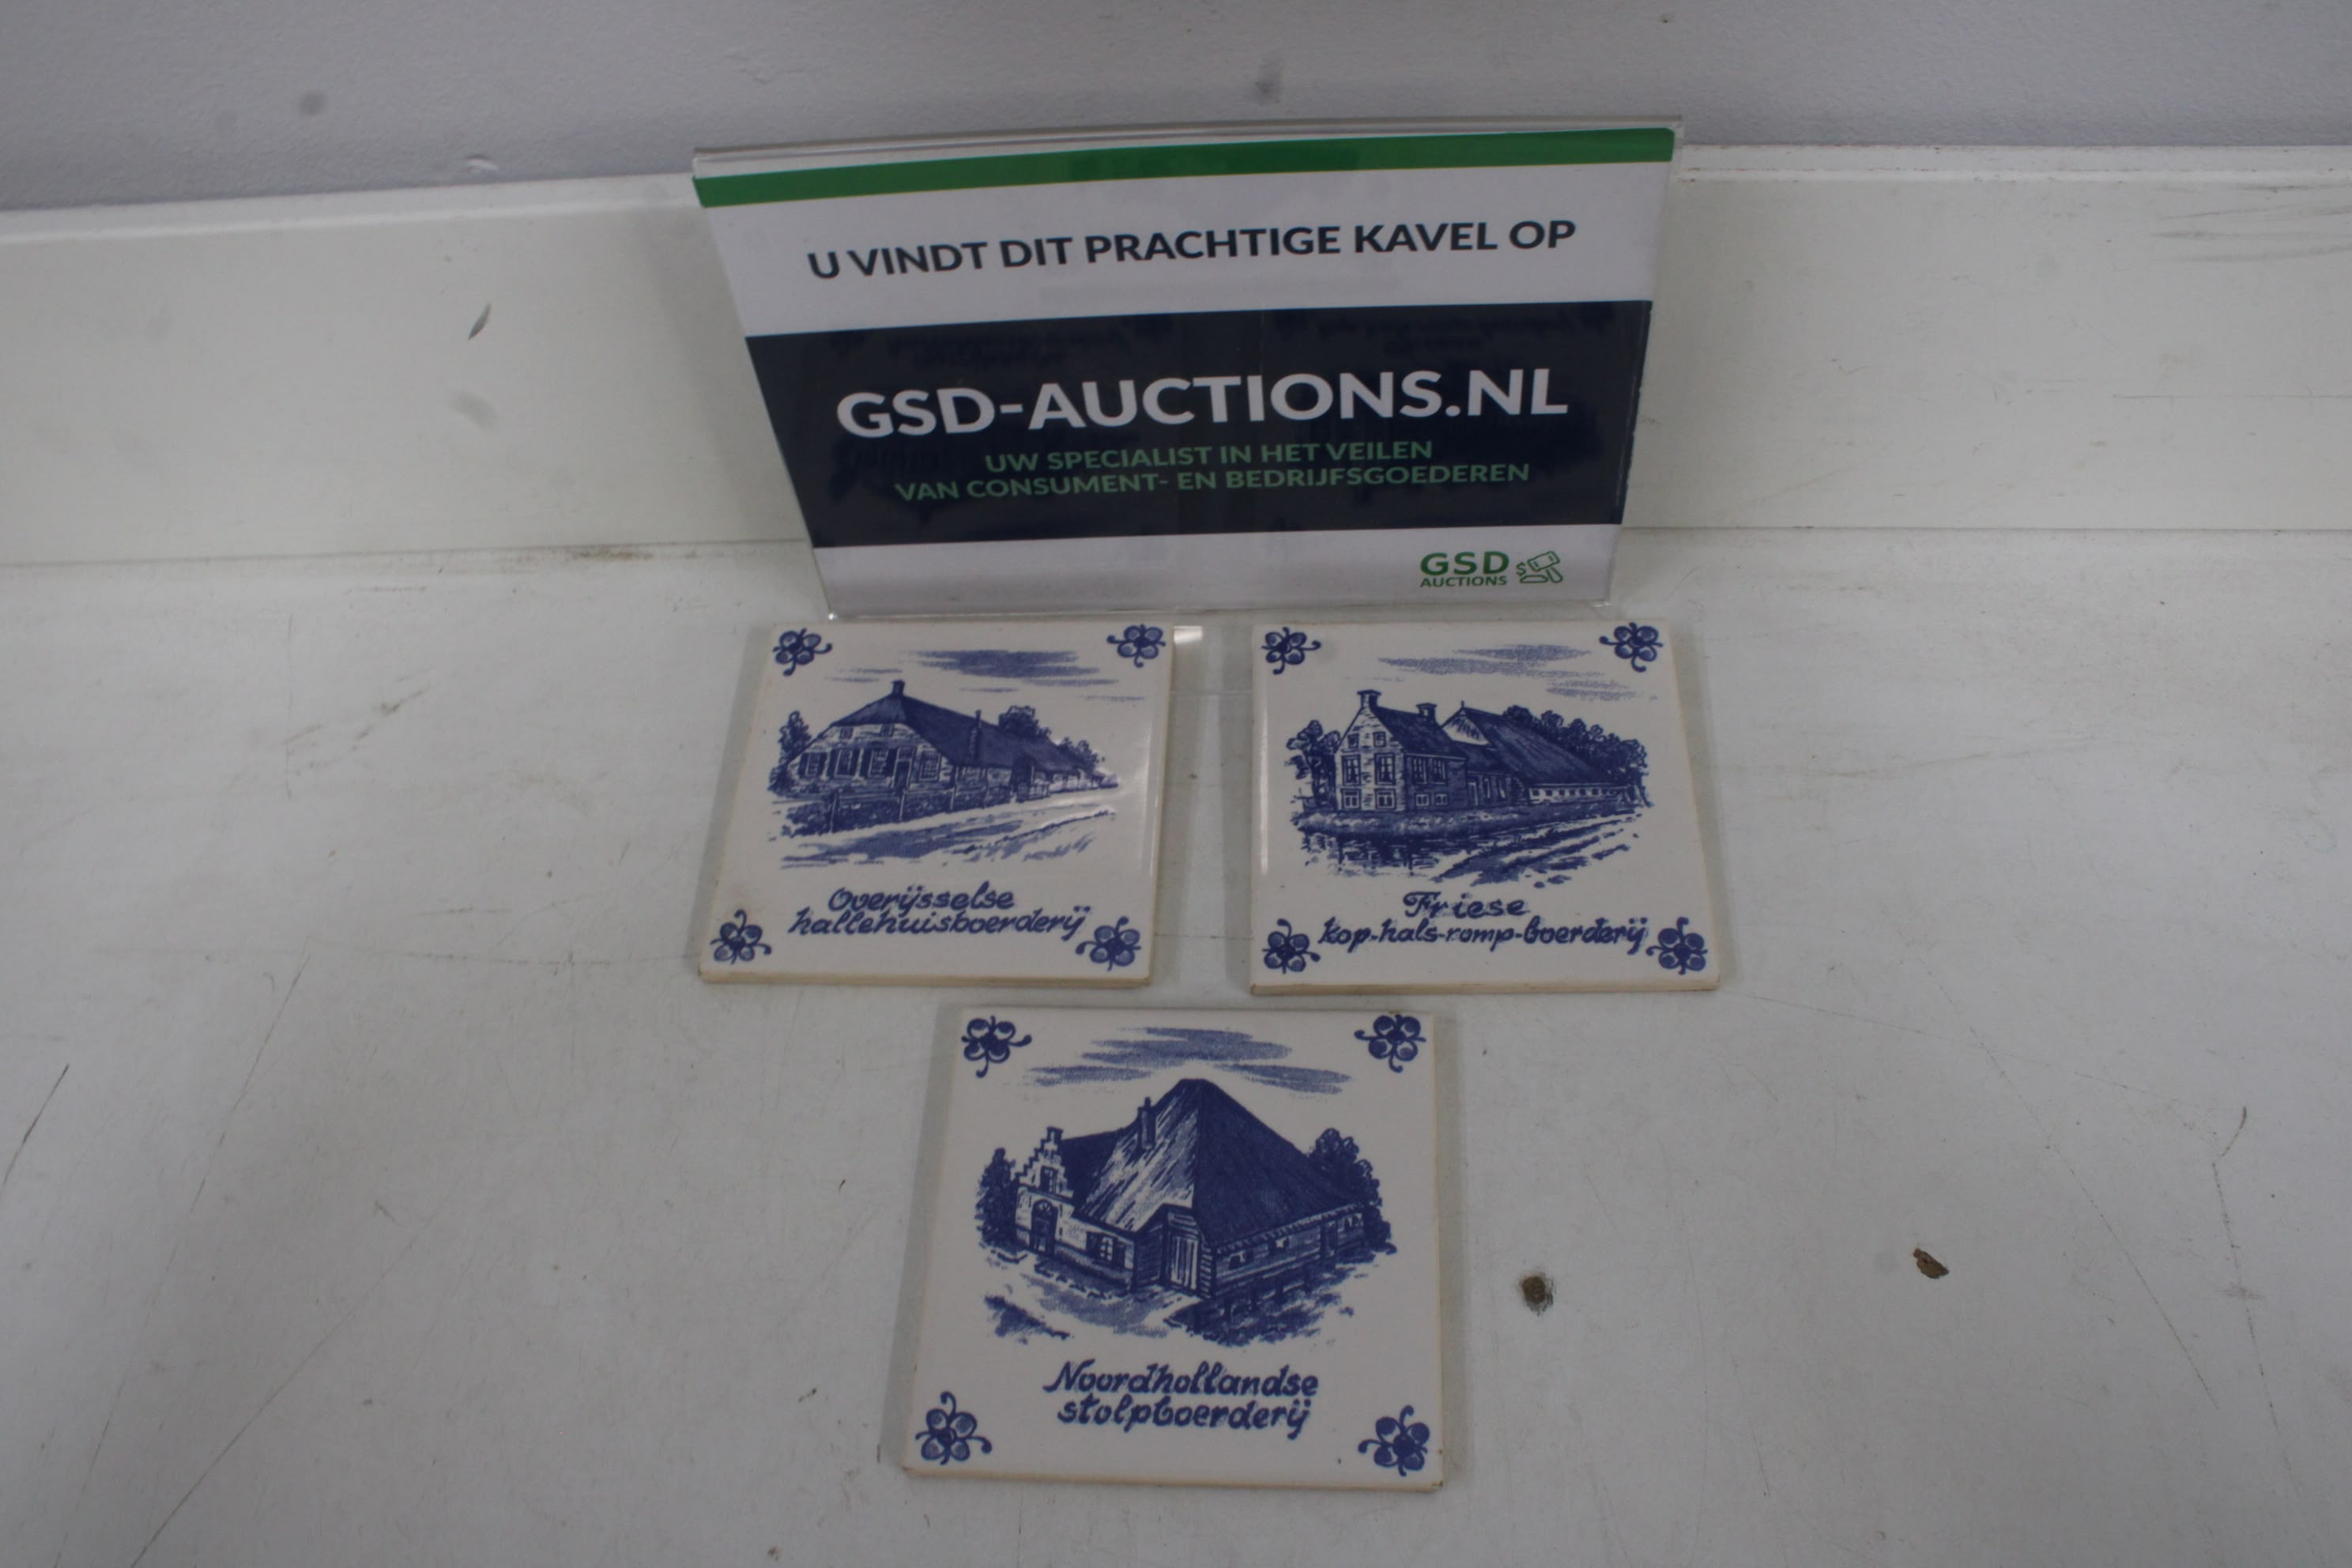 U VINDT DIT PRACHTIGE KAVEL OP
GSD-AUCTIONS.NL
UW SPECIALIST IN HET VEILEN
VAN CONSUMENT- EN BEDRIJFSGOEDEREN
GSD
AUCTIONS
Overijsselse
hallehuisboerderij
Friese
kop-hals-romp-boerderij
Noordhollandse
stolpboerderij